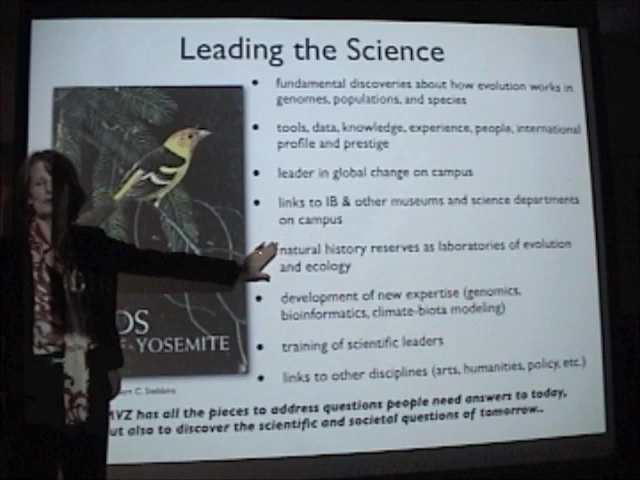 Leading the Science
• fundamental discoveries about how evolution works in
genomes, populations, and species
• tools, data, knowledge, experience, people, international
profile and prestige
• leader in global change on campus
• links to IB & other museums and science departments
on campus
natural history reserves as laboratories of evolution
and ecology
• development of new expertise (genomics,
bioinformatics, climate-biota modeling)
• training of scientific leaders
• links to other disciplines (arts, humanities, policy, etc.)
YOSEMITE
C. Stebbins
MVZ has all the pieces to address questions people need answers to today,
but also to discover the scientific and societal questions of tomorrow..